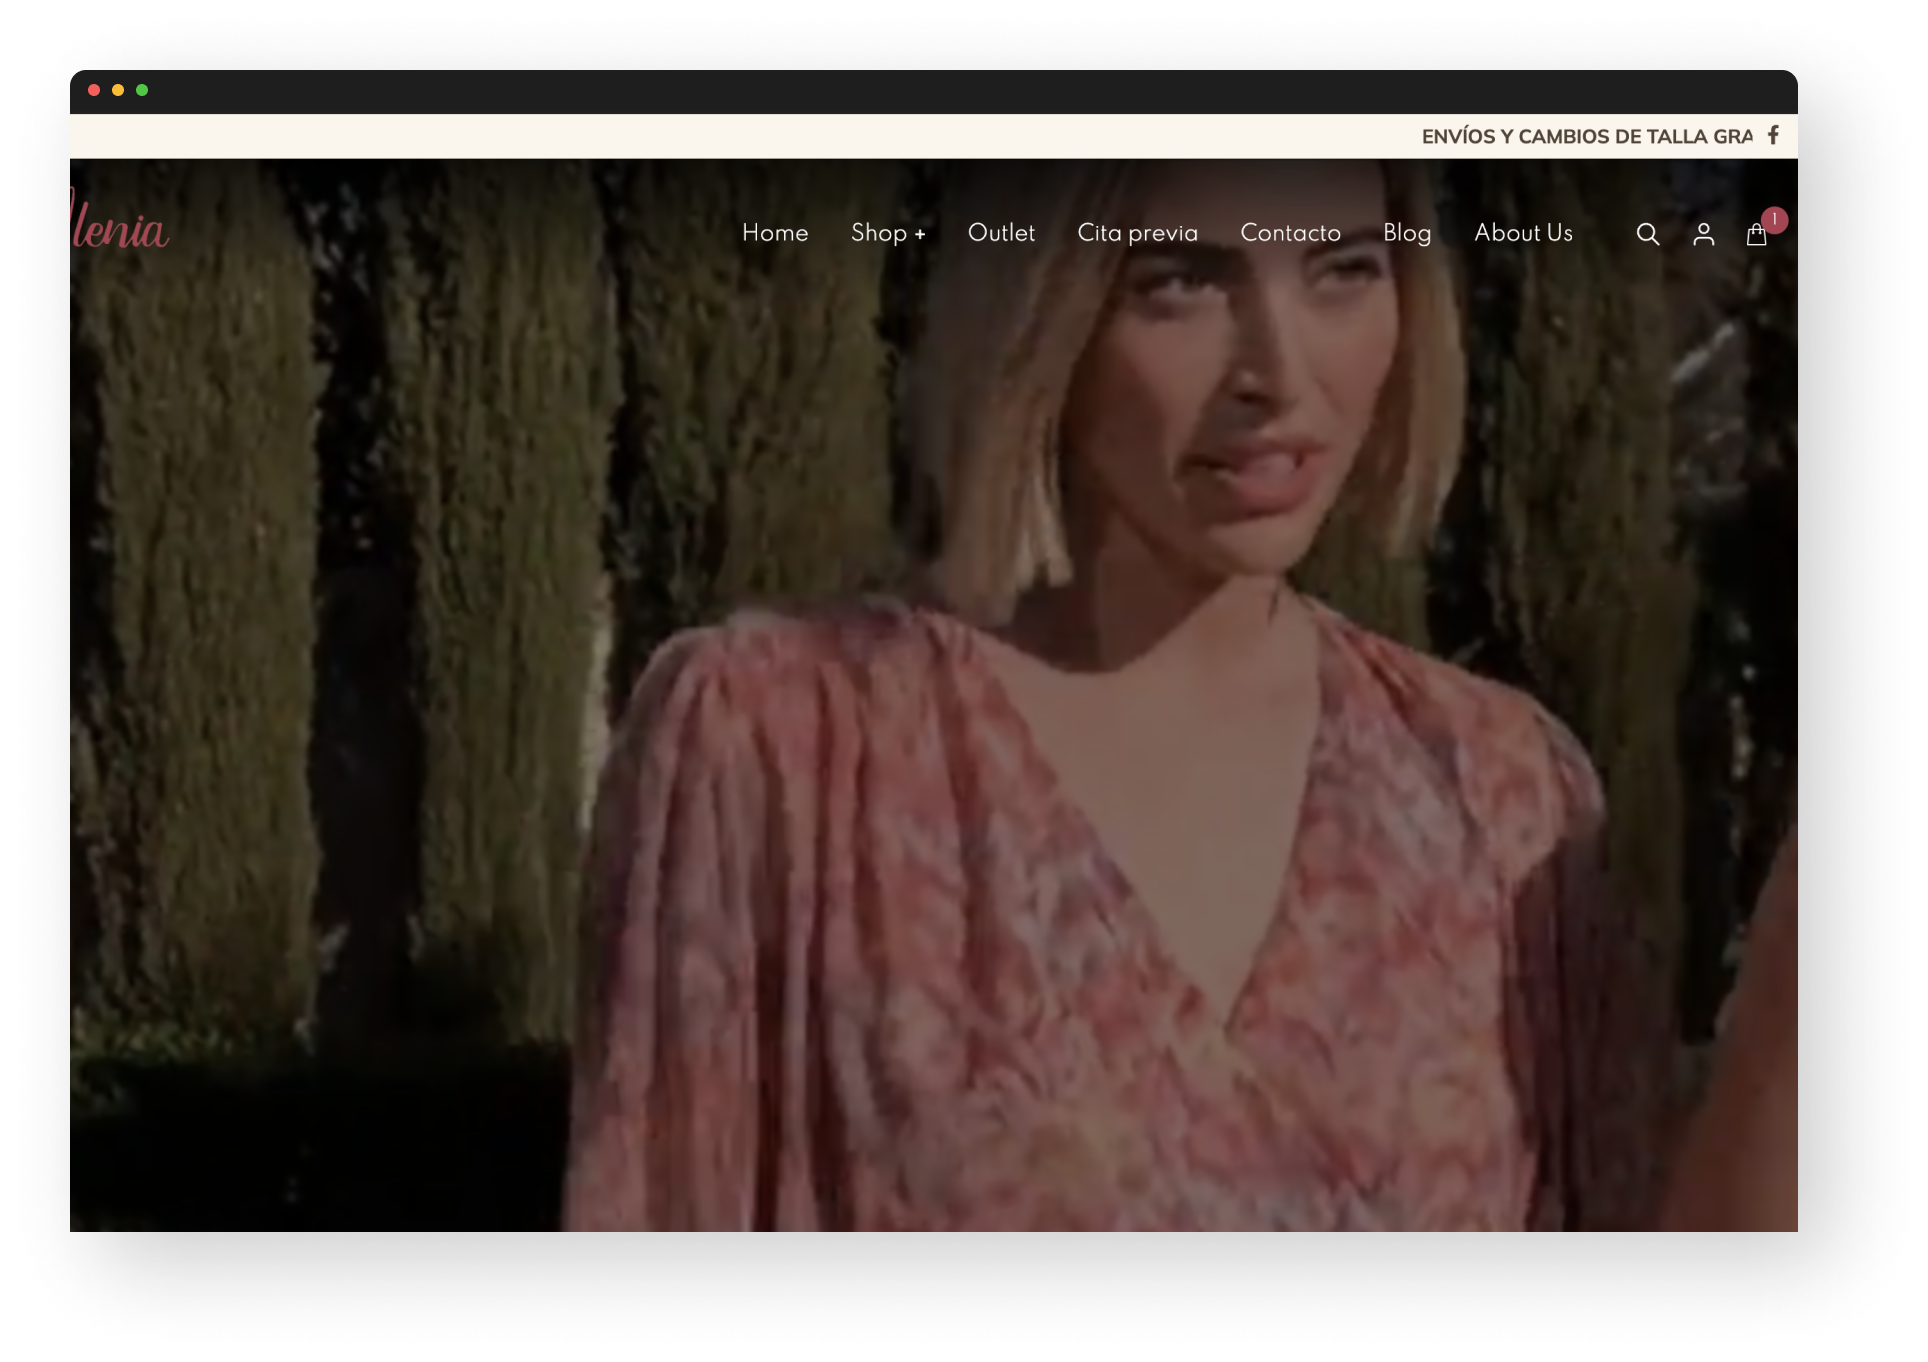 ENVÍOS Y CAMBIOS DE TALLA GRA
lenia
Home Shop + Outlet Cita previa Contacto Blog About Us 1